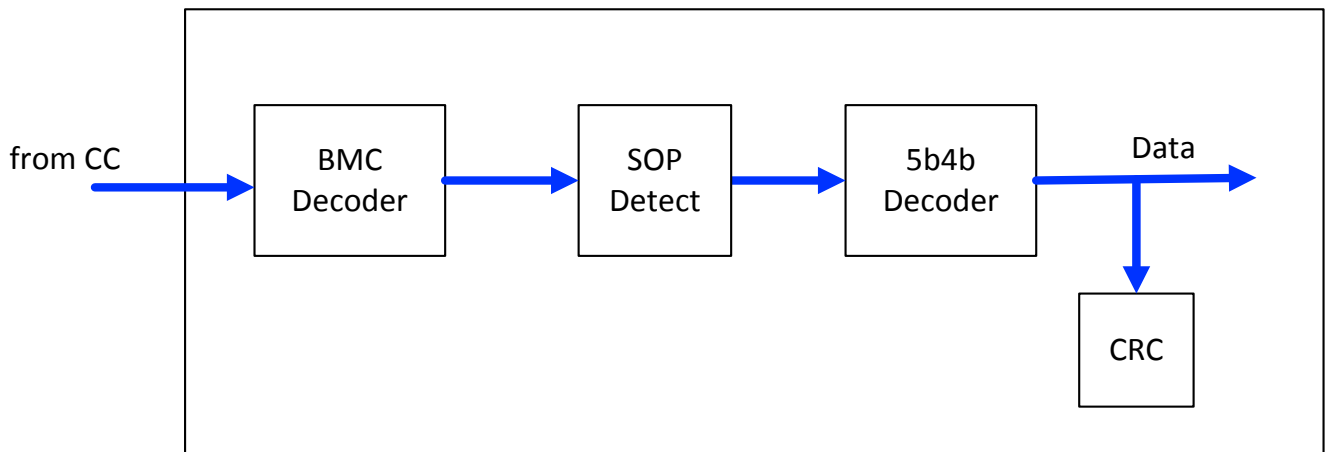 from CC
BMC
Decoder
SOP
Detect
5b4b
Decoder
Data
CRC